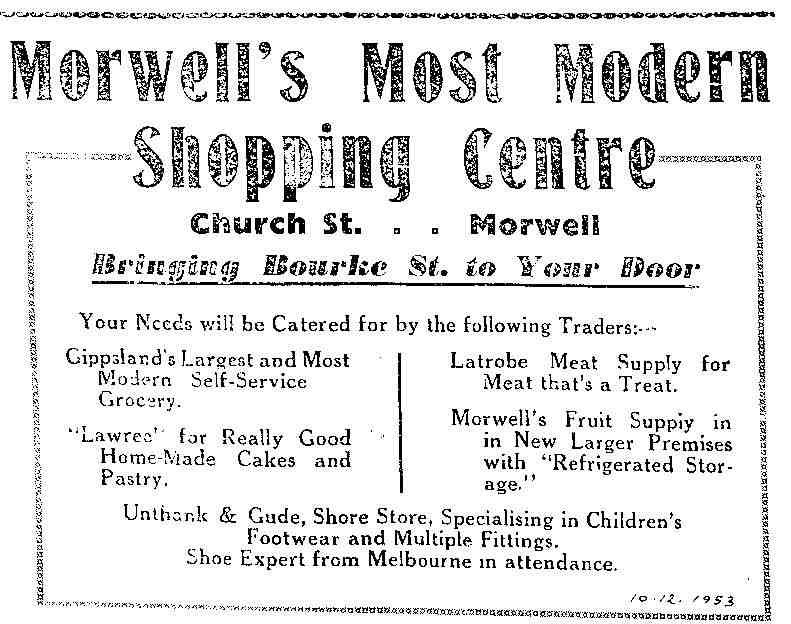 Morwell's Most Modern
Shopping Centre
Church St. . . Morwell
Bringing Bourke St. to Your Door
Your Needs will be Catered for by the following Traders:--
Gippsland's Largest and Most
Modern Self-Service
Grocery.
"Lawree" for Really Good
Home-Made Cakes and
Pastry.
Latrobe Meat Supply for
Meat that's a Treat.
Morwell's Fruit Supply in
in New Larger Premises
with "Refrigerated Stor-
age."
Unthank & Gude, Shore Store, Specialising in Children's
Footwear and Multiple Fittings.
Shoe Expert from Melbourne in attendance.
10.12.1953